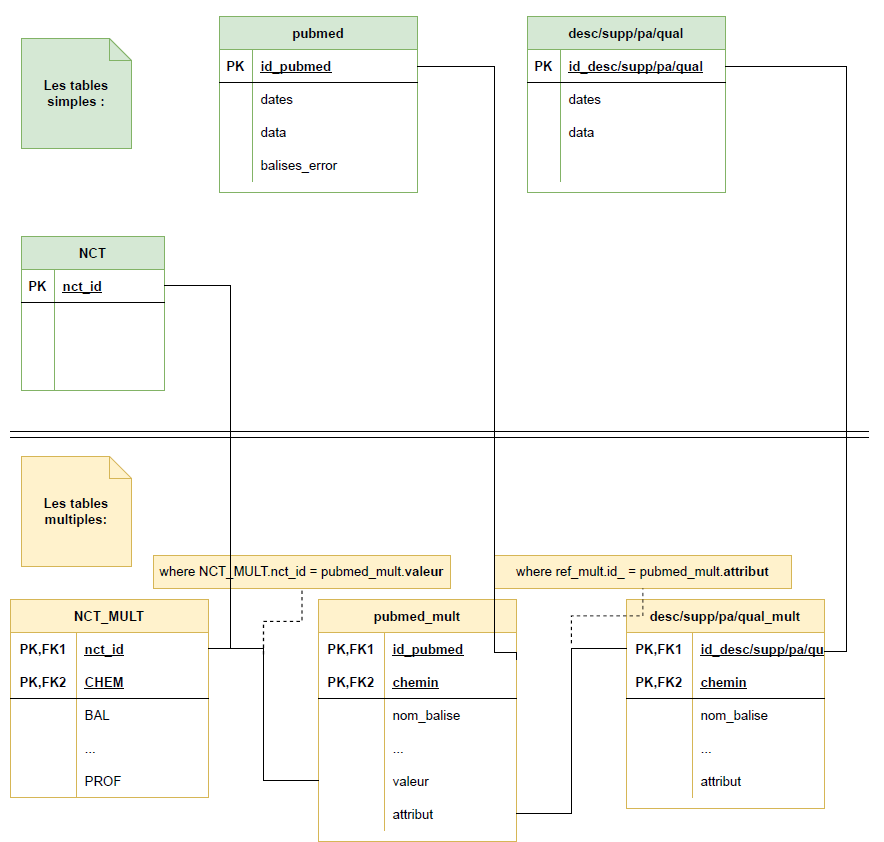 Les tables
simples :
pubmed
PK id_pubmed
dates
data
balises_error
desc/supp/pa/qual
PK id_desc/supp/pa/qual
dates
data
NCT
PK nct_id
Les tables
multiples:
where NCT_MULT.nct_id = pubmed_mult.valeur
where ref_mult.id_ = pubmed_mult.attribut
NCT_MULT
PK,FK1 nct_id
PK,FK2 CHEM
BAL
...
PROF
pubmed_mult
PK,FK1 id_pubmed
PK,FK2 chemin
nom_balise
...
valeur
attribut
desc/supp/pa/qual_mult
PK,FK1 id_desc/supp/pa/qu
PK,FK2 chemin
nom_balise
...
attribut